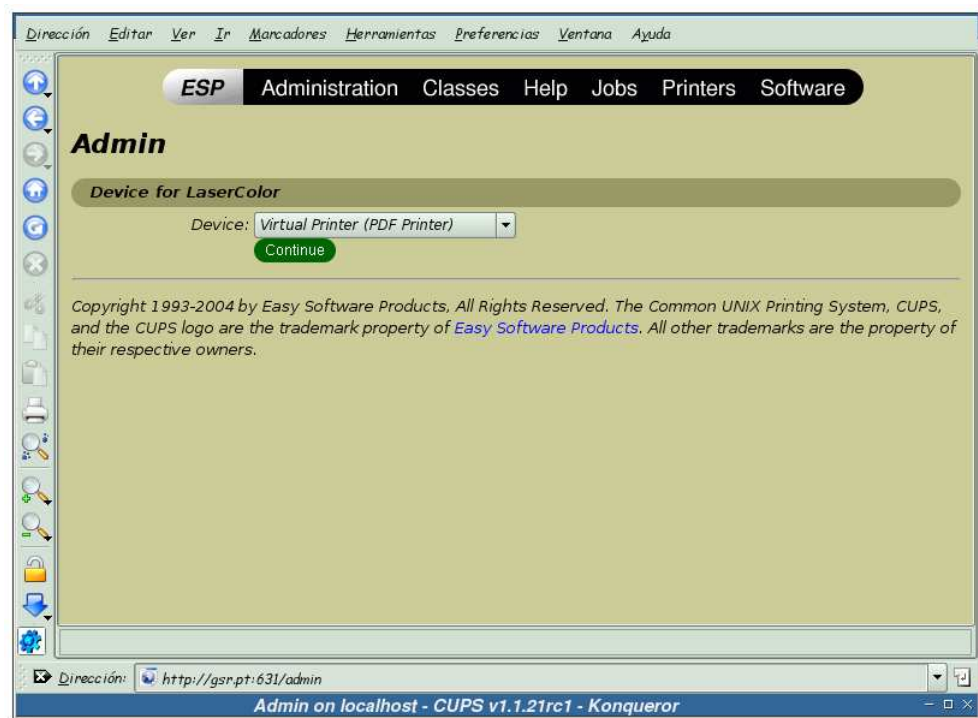 Dirección Editar Ver Ir Marcadores Herramientas Preferencias Ventana Ayuda
ESP Administration Classes Help Jobs Printers Software
Admin
Device for LaserColor
Device: Virtual Printer (PDF Printer)
Continue
Copyright 1993-2004 by Easy Software Products, All Rights Reserved. The Common UNIX Printing System, CUPS,
and the CUPS logo are the trademark property of Easy Software Products. All other trademarks are the property of
their respective owners.
Dirección: http://gsr.pt:631/admin
Admin on localhost - CUPS v1.1.21rc1 - Konqueror